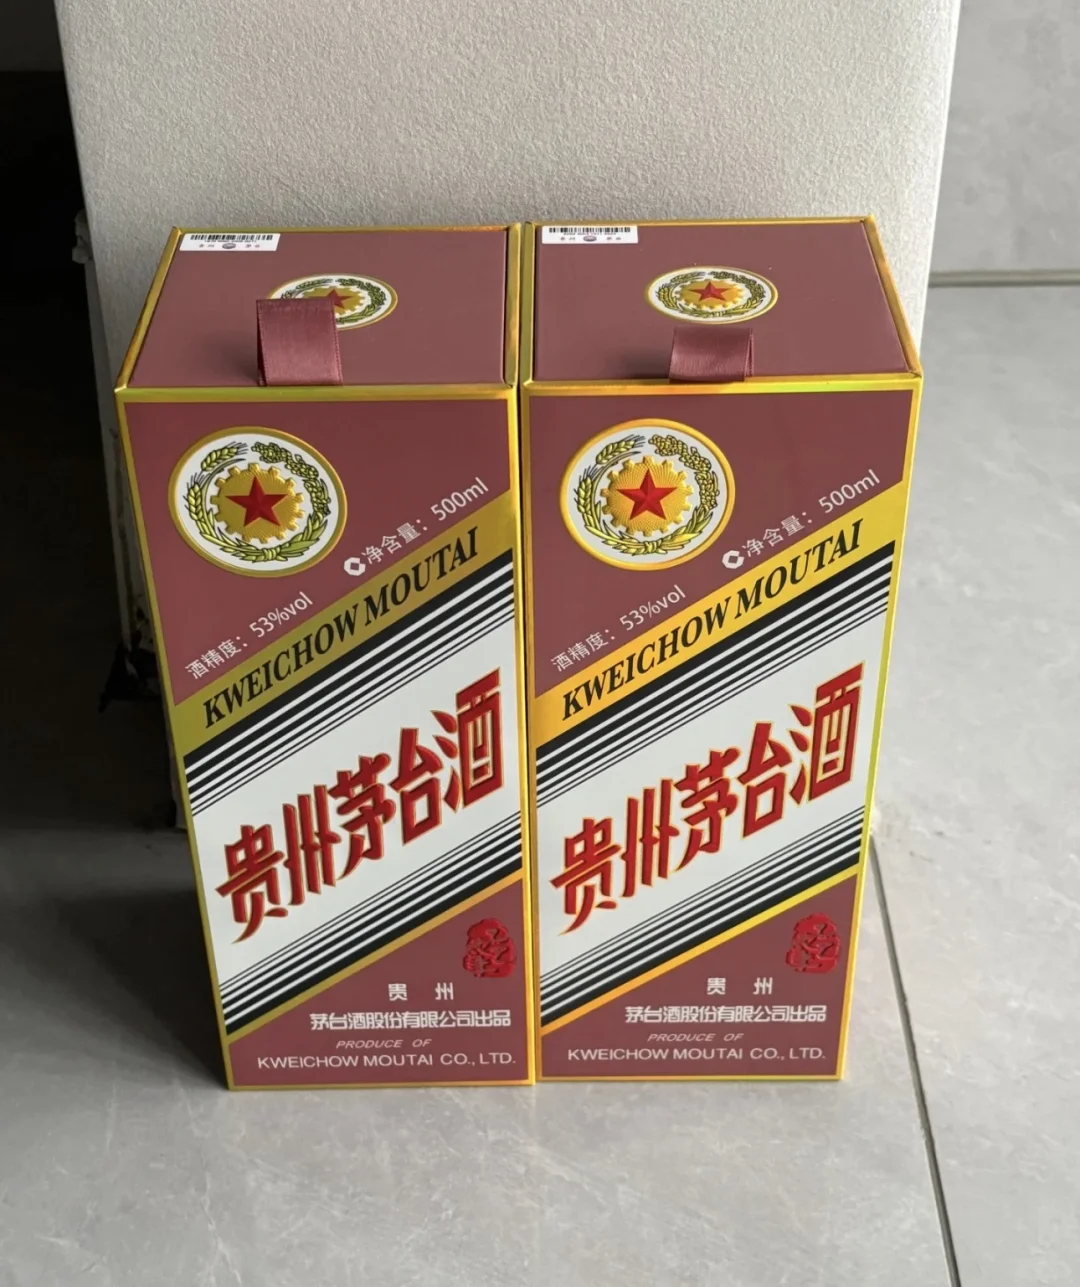 净含量：500ml
酒精度：53%vol
KWEICHOW MOUTAI
贵州茅台酒
贵州
茅台酒股份有限公司出品
PRODUCE OF
KWEICHOW MOUTAI CO., LTD.
净含量：500ml
酒精度：53%vol
KWEICHOW MOUTAI
贵州茅台酒
贵州
茅台酒股份有限公司出品
PRODUCE OF
KWEICHOW MOUTAI CO., LTD.